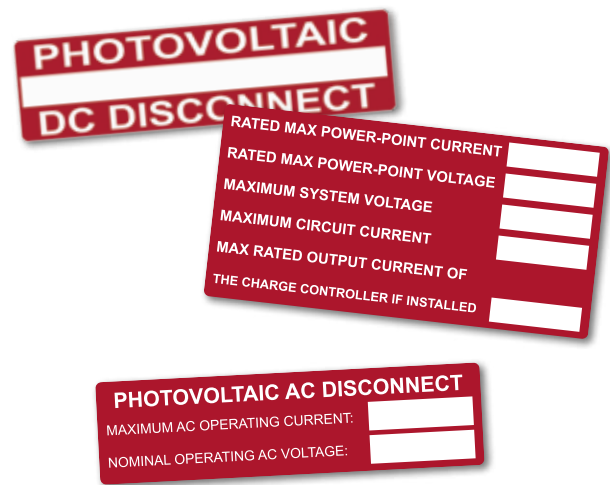 PHOTOVOLTAIC
DC DISCONNECT
RATED MAX POWER-POINT CURRENT
RATED MAX POWER-POINT VOLTAGE
MAXIMUM SYSTEM VOLTAGE
MAXIMUM CIRCUIT CURRENT
MAX RATED OUTPUT CURRENT OF
THE CHARGE CONTROLLER IF INSTALLED
PHOTOVOLTAIC AC DISCONNECT
MAXIMUM AC OPERATING CURRENT:
NOMINAL OPERATING AC VOLTAGE: